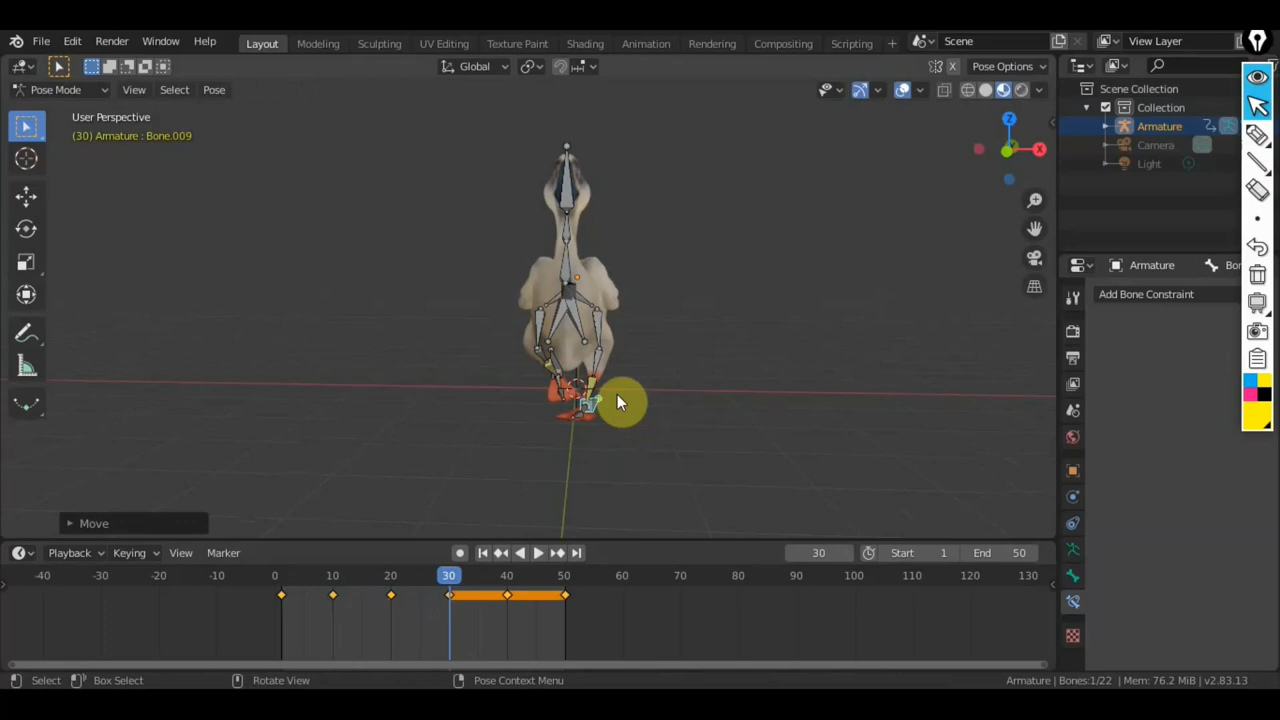 File Edit Render Window Help Layout Modeling Sculpting UV Editing Texture Paint Shading Animation Rendering Compositing Scripting + Scene View Layer
Global X Pose Options
Pose Mode View Select Pose
Scene Collection
Collection
Armature
Camera
Light
User Perspective
(30) Armature : Bone.009
Z
X
Armature Bon
Add Bone Constraint
Move
Playback Keying View Marker 30 Start 1 End 50
-40 -30 -20 -10 0 10 20 30 40 50 60 70 80 90 100 110 120 130
Select Box Select Rotate View Pose Context Menu Armature | Bones:1/22 | Mem: 76.2 MiB | v2.83.13